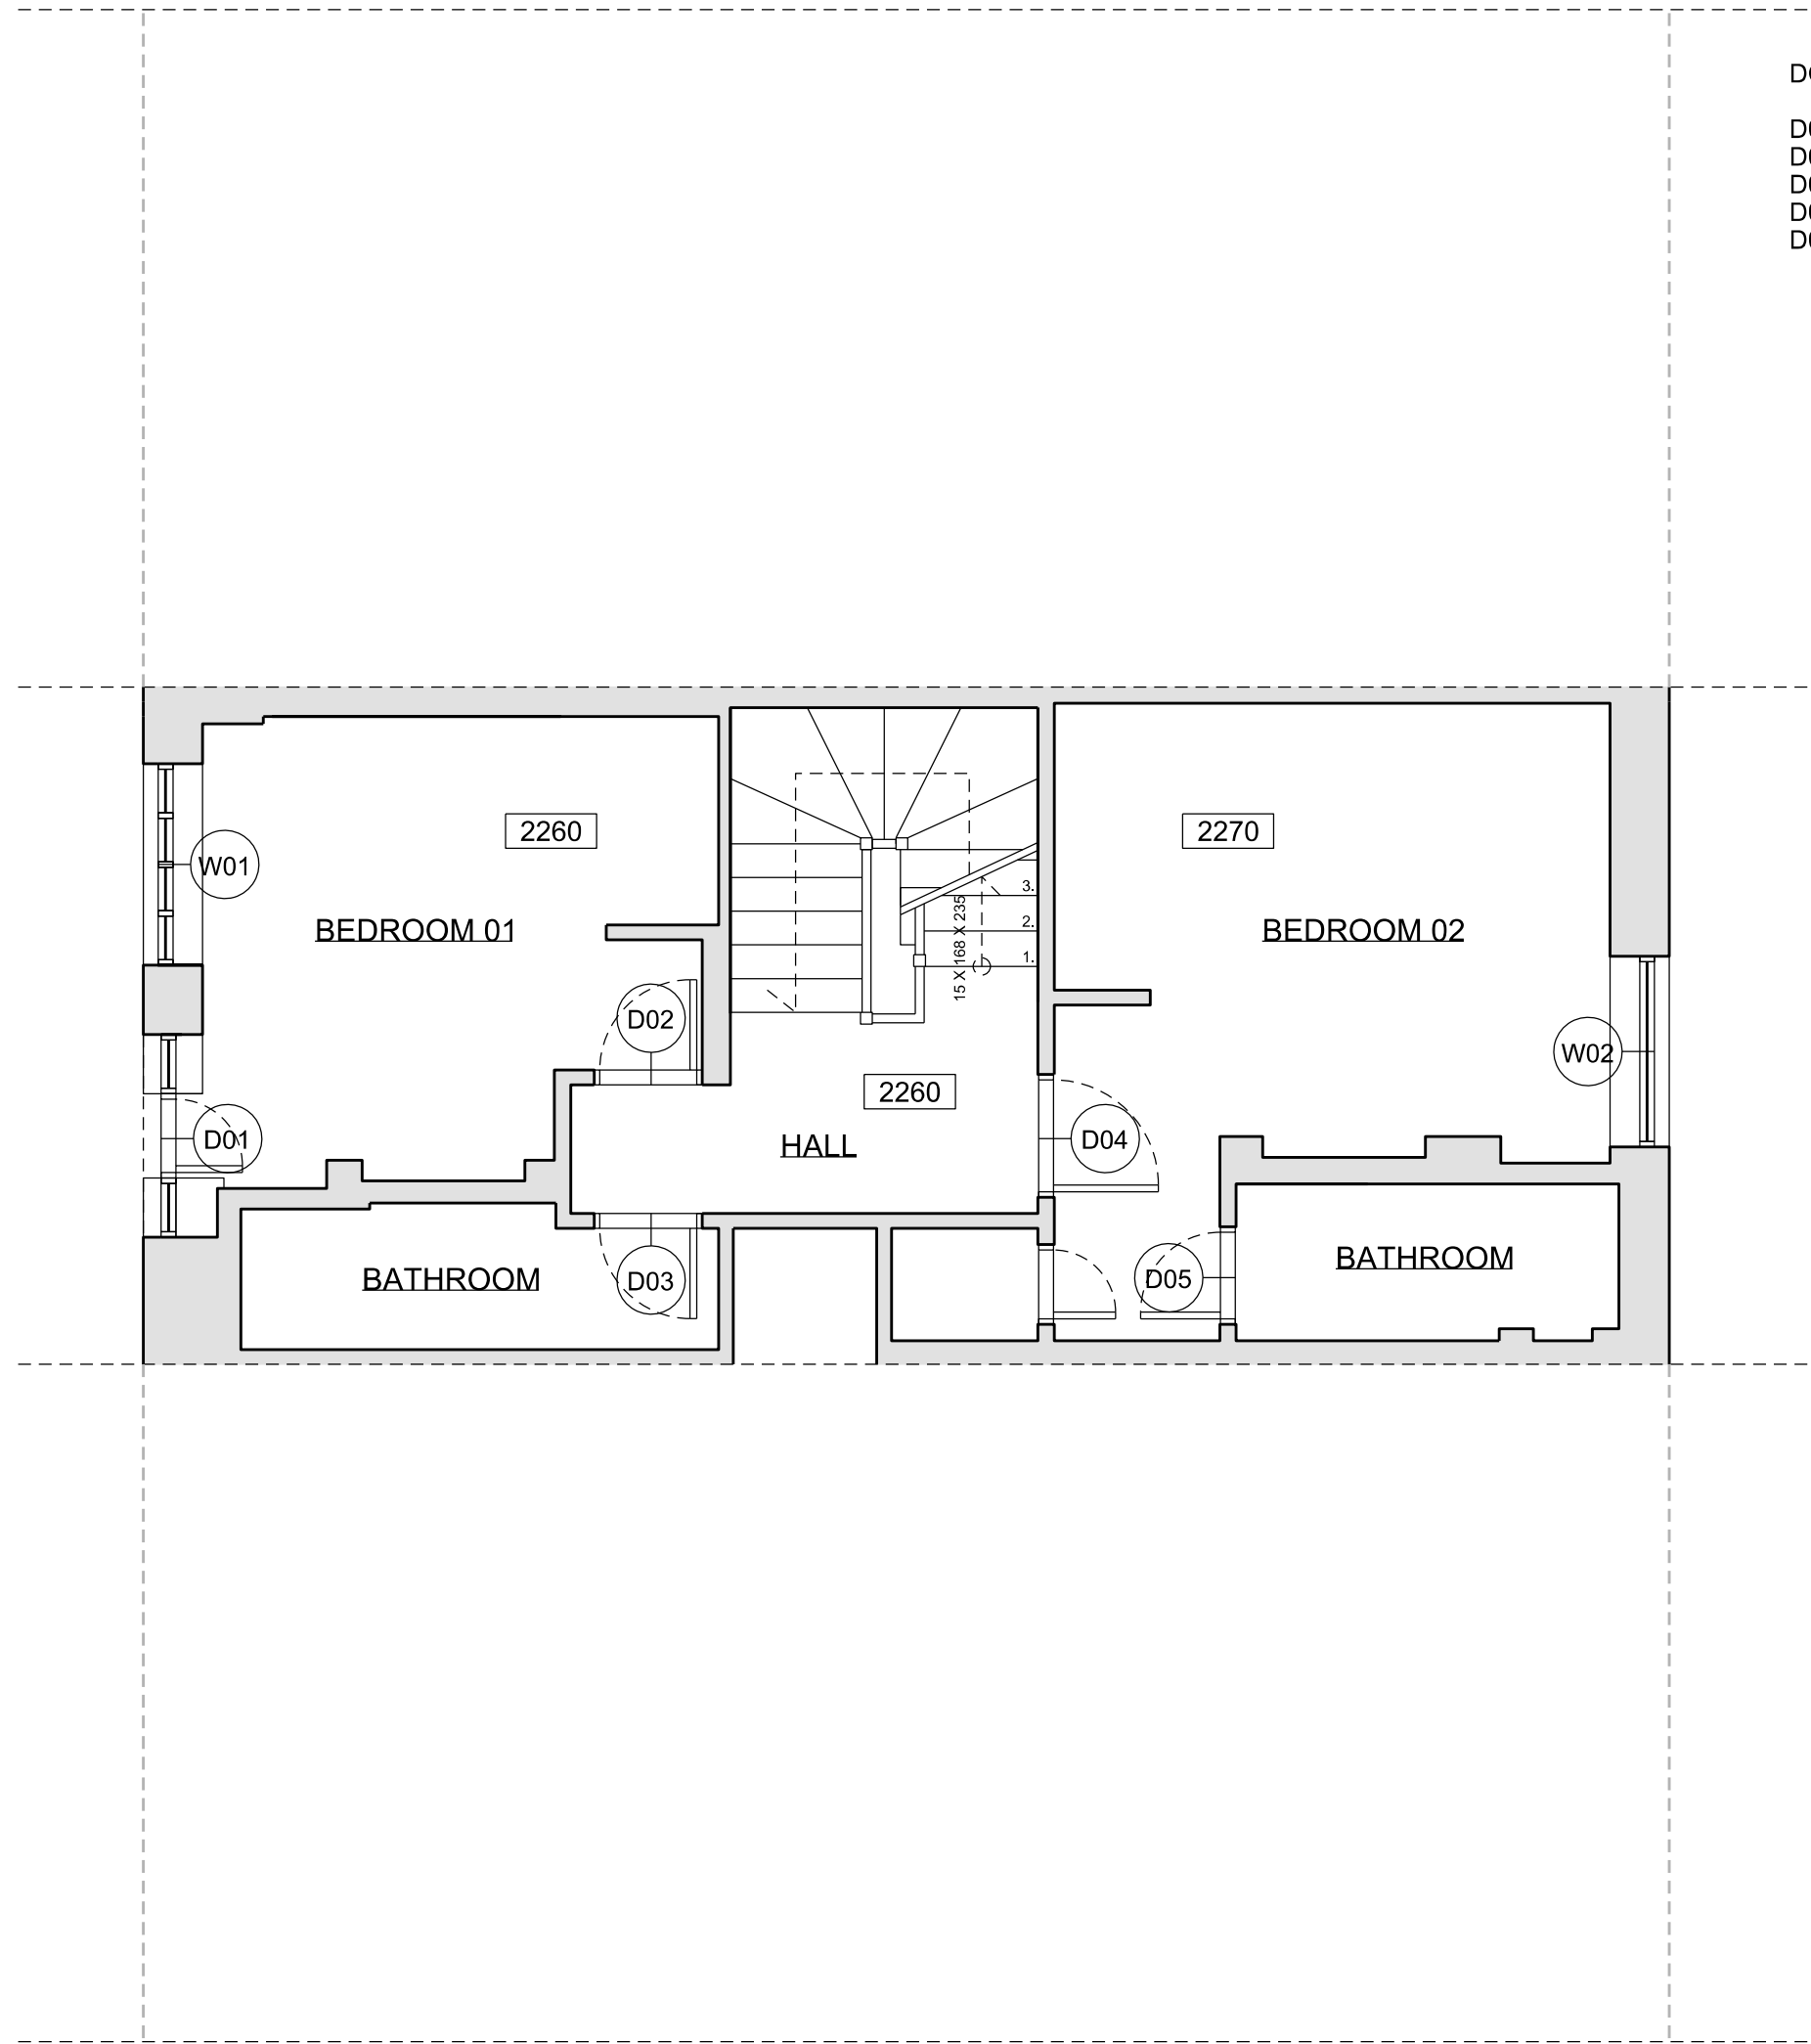 2260
2270
W01
3.
BEDROOM 01
2.
BEDROOM 02
15 X 168 X 235
1.
D02
W02
2260
D01
HALL
D04
BATHROOM
D03
D05
BATHROOM